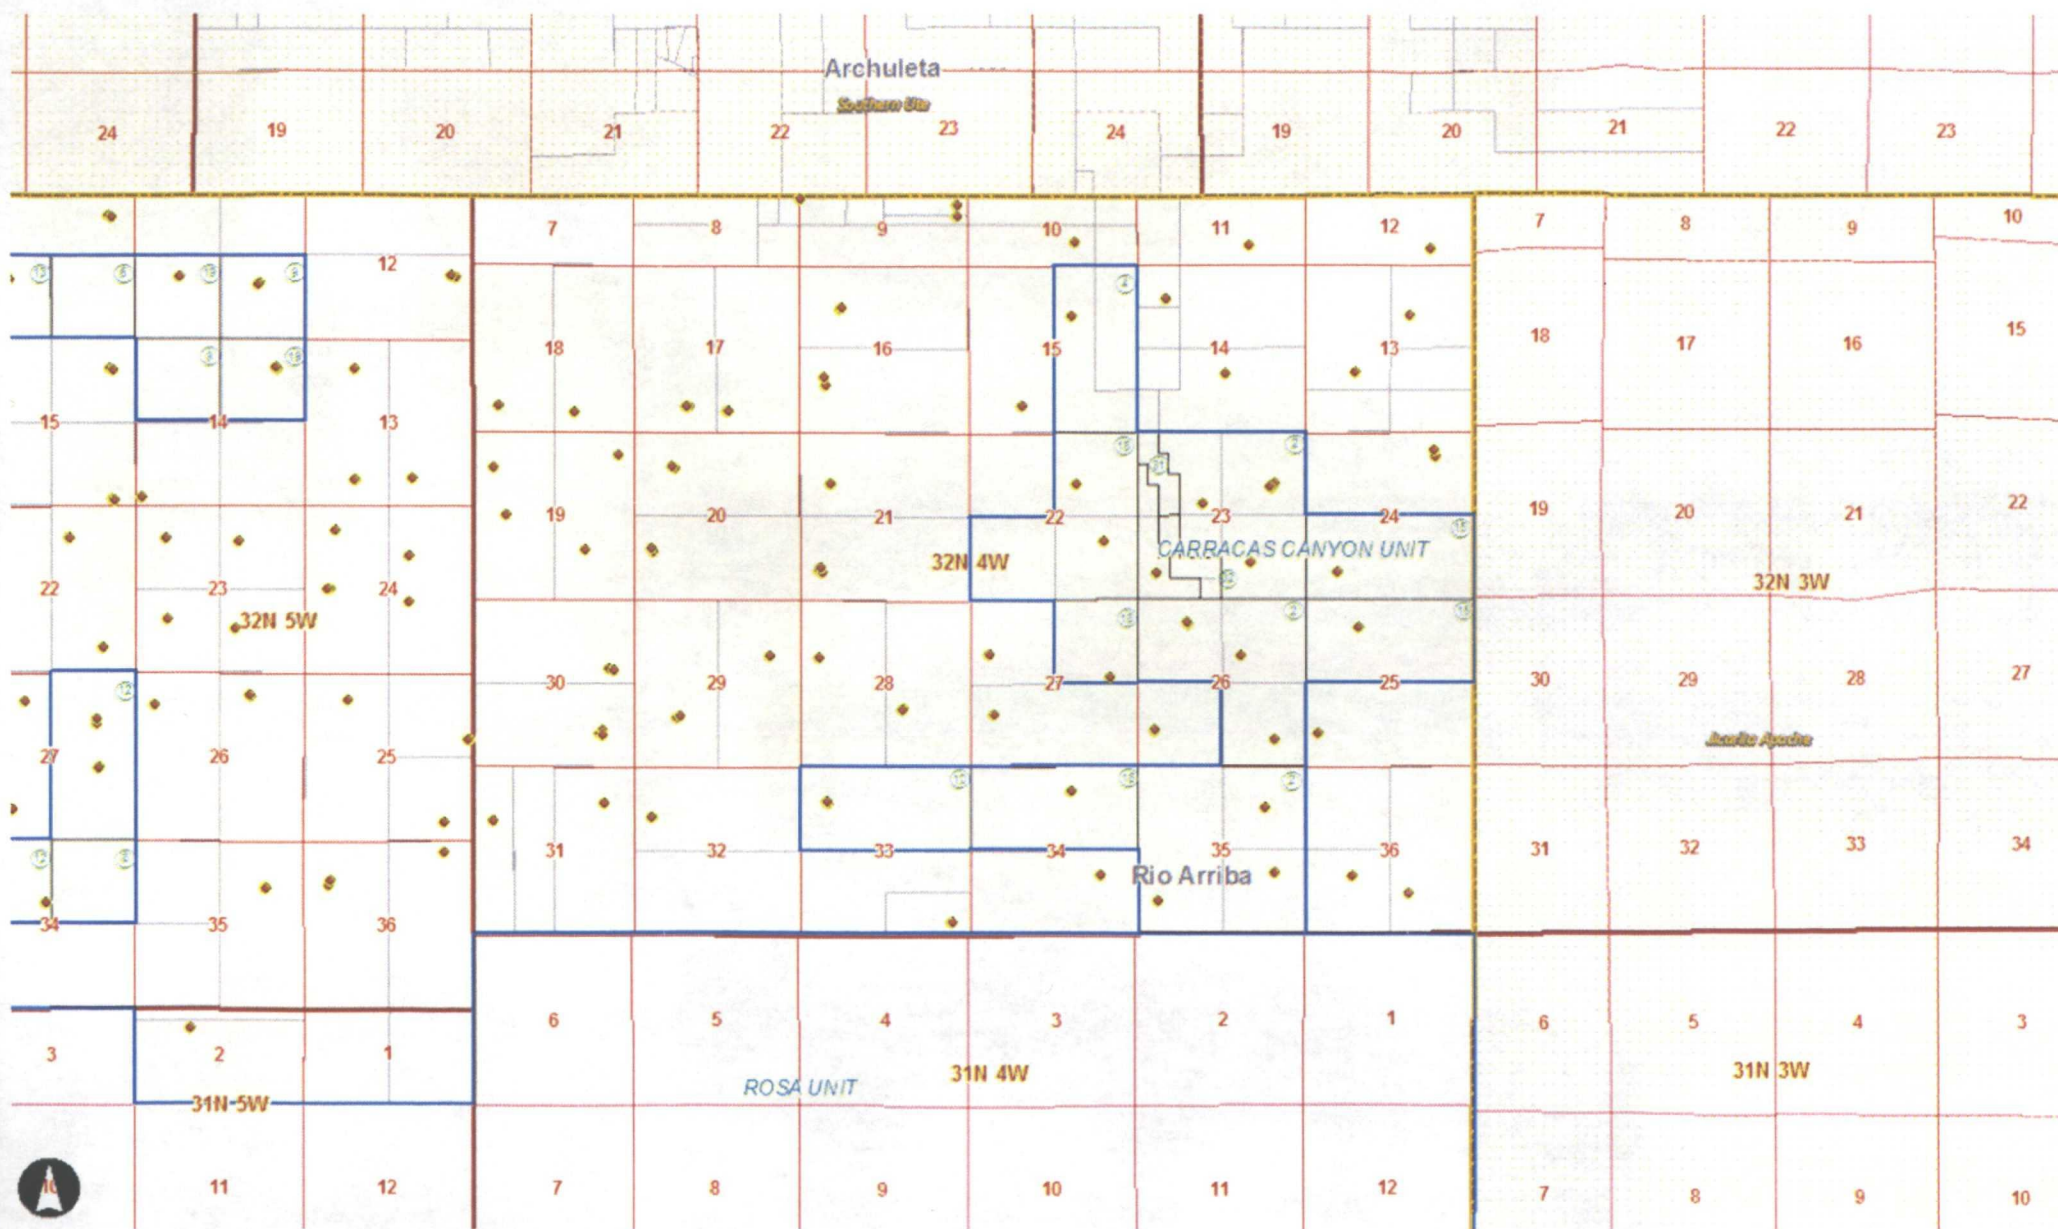 Archuleta
Southern Ute
24 19 20 21 22 23 24 19 20 21 22 23
7 8 9 10 11 12 7 8 9 10
12
18 17 16 15 14 13 18 17 16 15
15 14 13
19 20 21 22 23 24 19 20 21 22
CARRACAS CANYON UNIT
32N 4W
32N 3W
22 23 24
32N 5W
30 29 28 27 26 25 30 29 28 27
Jicarilla Apache
27 26 25
31 32 33 34 35 36 31 32 33 34
Rio Arriba
34 35 36
6 5 4 3 2 1 6 5 4 3
3 2 1
31N 4W
31N 3W
ROSA UNIT
31N 5W
10 11 12 7 8 9 10 11 12 7 8 9 10